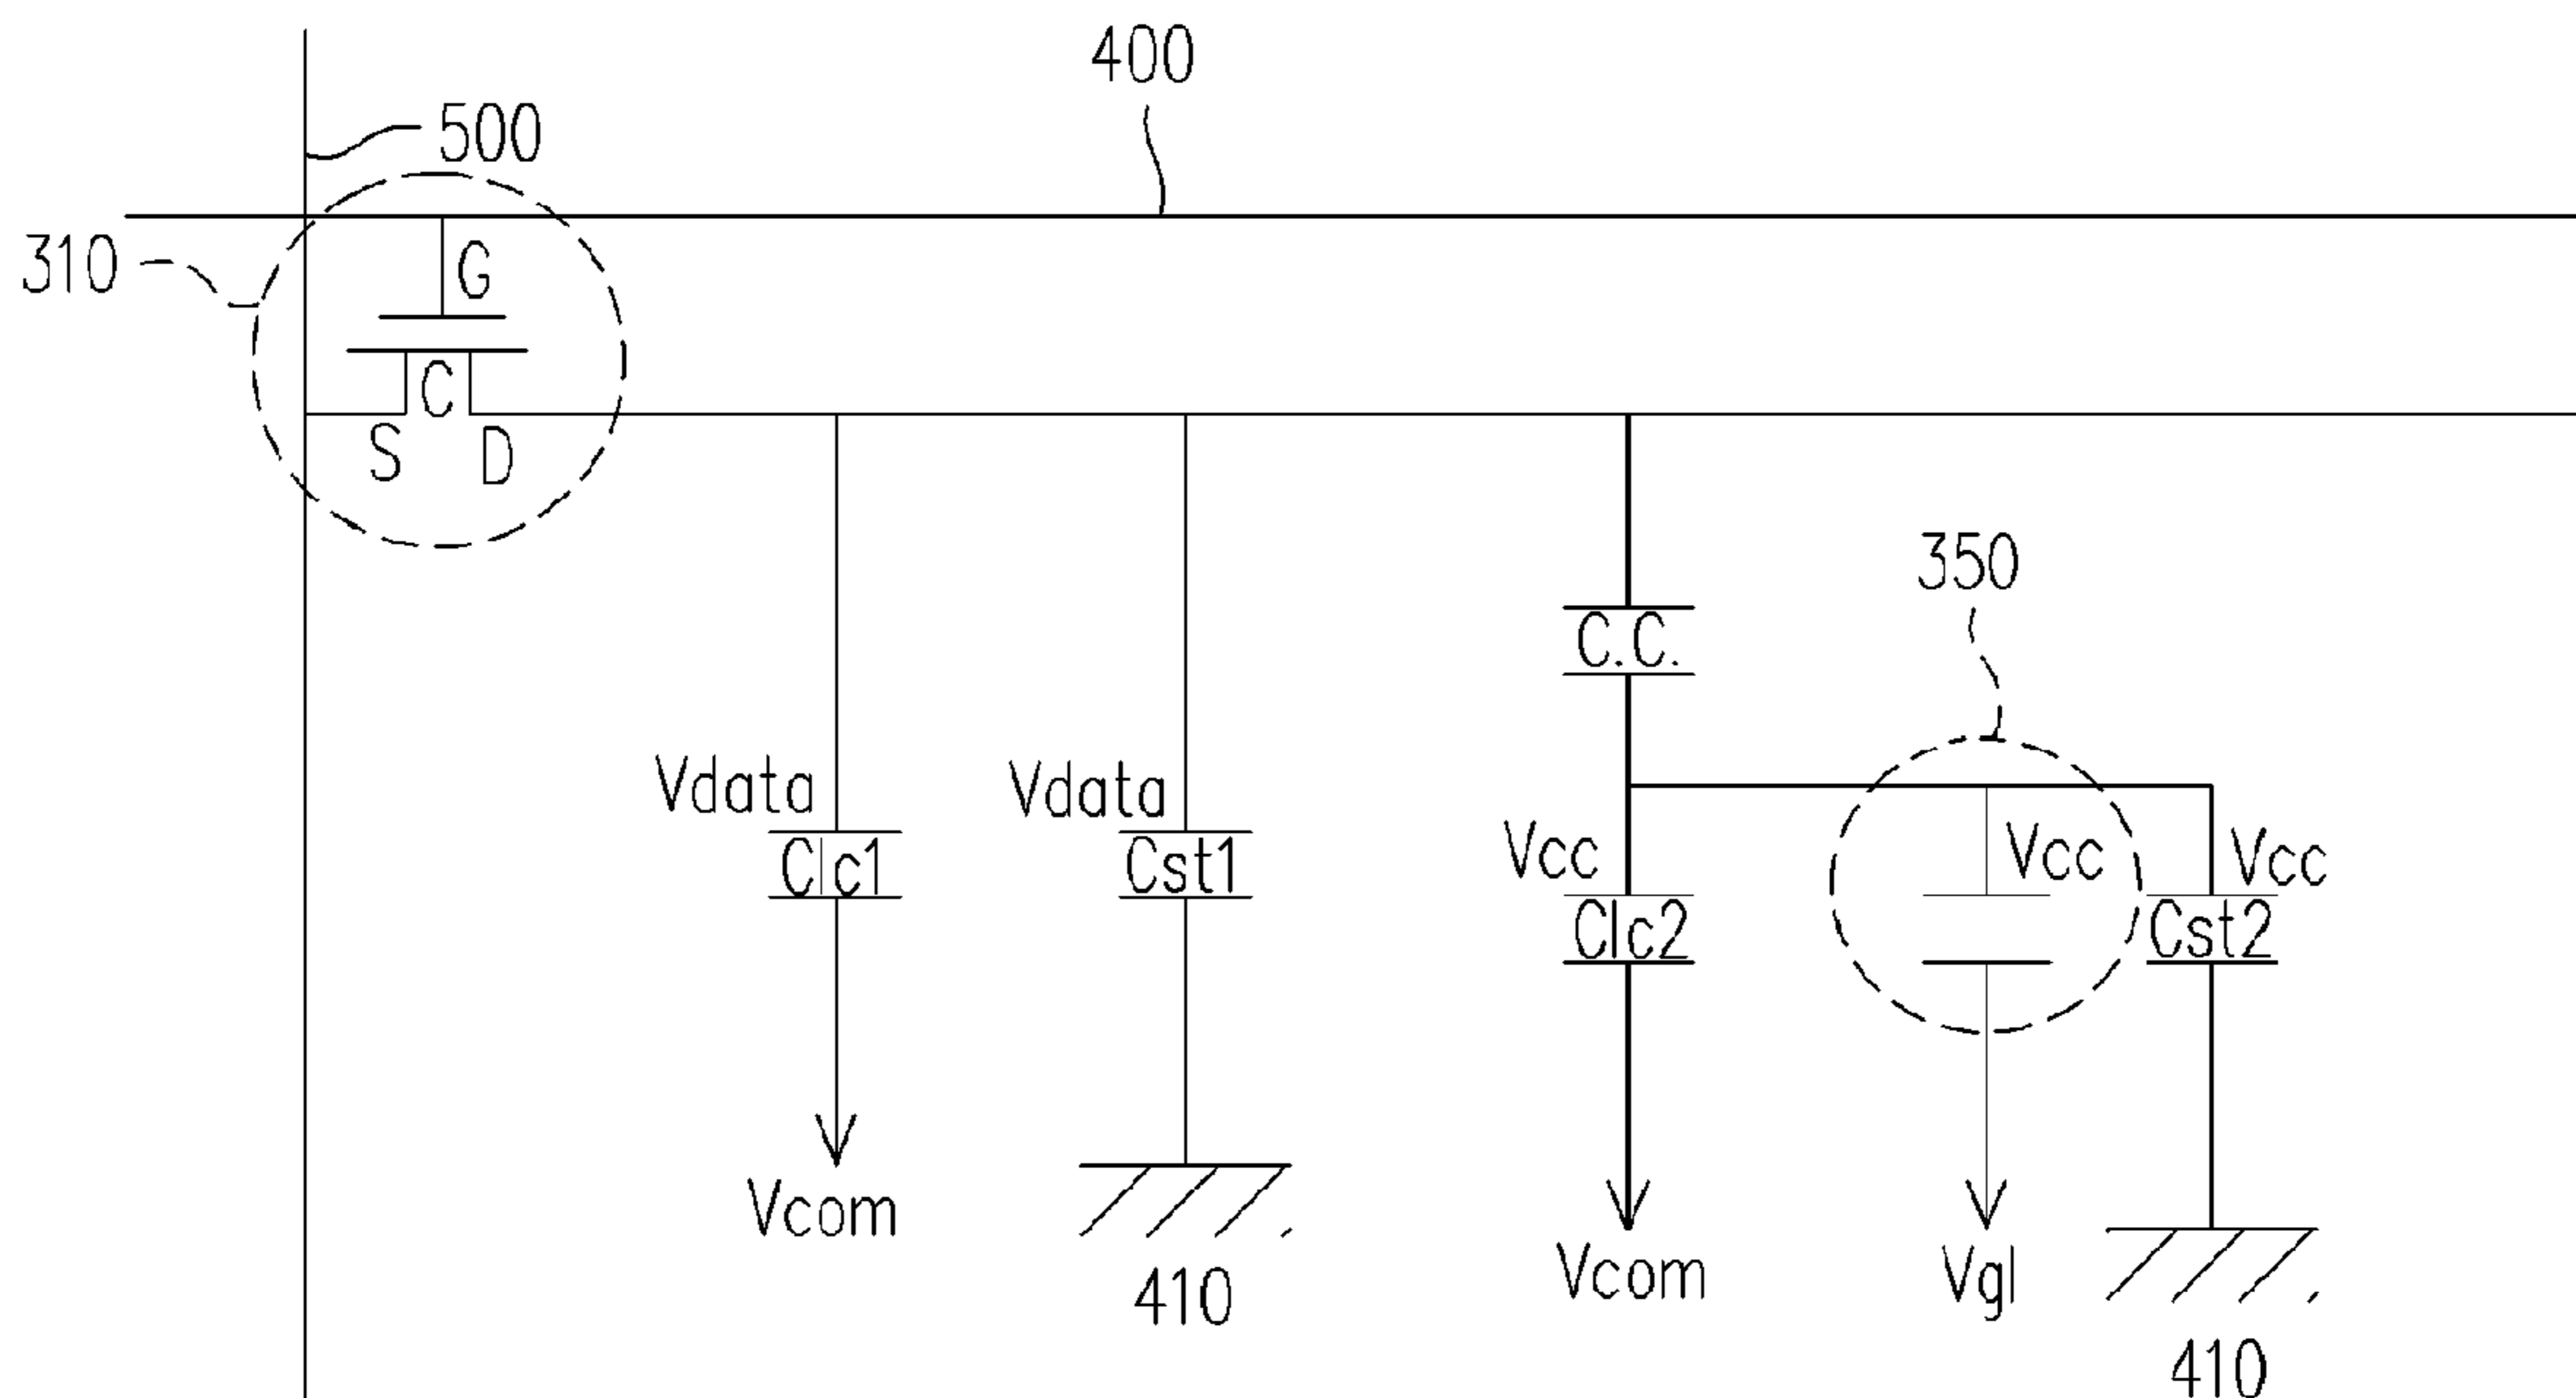 400
500
310
G
C
S
D
350
C.C.
Vdata
Vdata
Clc1
Cst1
Vcc
Vcc
Vcc
Clc2
Cst2
Vcom
410
Vcom
Vgl
410